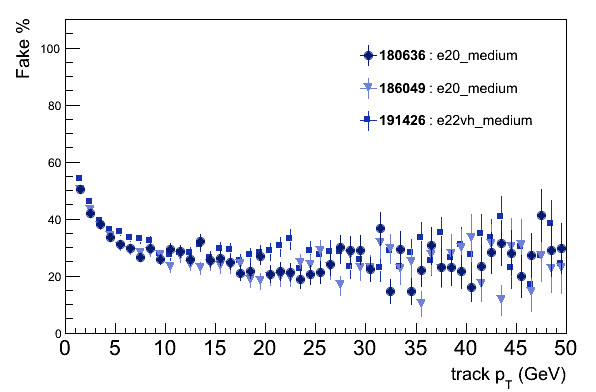 Fake %
100
80
60
40
20
0
180636 : e20_medium
186049 : e20_medium
191426 : e22vh_medium
0 5 10 15 20 25 30 35 40 45 50
track pT (GeV)